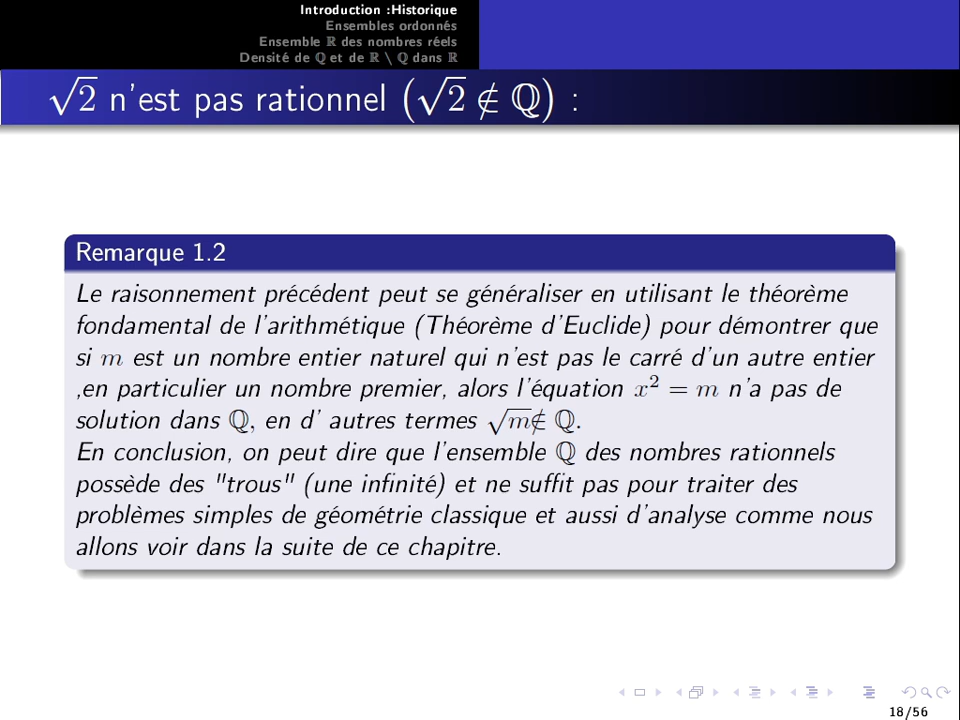 Introduction :Historique
Ensembles ordonnés
Ensemble ℝ des nombres réels
Densité de ℚ et de ℝ \ ℚ dans ℝ
√2 n'est pas rationnel (√2 ∉ ℚ) :
Remarque 1.2
Le raisonnement précédent peut se généraliser en utilisant le théorème
fondamental de l'arithmétique (Théorème d'Euclide) pour démontrer que
si m est un nombre entier naturel qui n'est pas le carré d'un autre entier
,en particulier un nombre premier, alors l'équation x² = m n'a pas de
solution dans ℚ, en d' autres termes √m∉ ℚ.
En conclusion, on peut dire que l'ensemble ℚ des nombres rationnels
possède des "trous" (une infinité) et ne suffit pas pour traiter des
problèmes simples de géométrie classique et aussi d'analyse comme nous
allons voir dans la suite de ce chapitre.
18/56